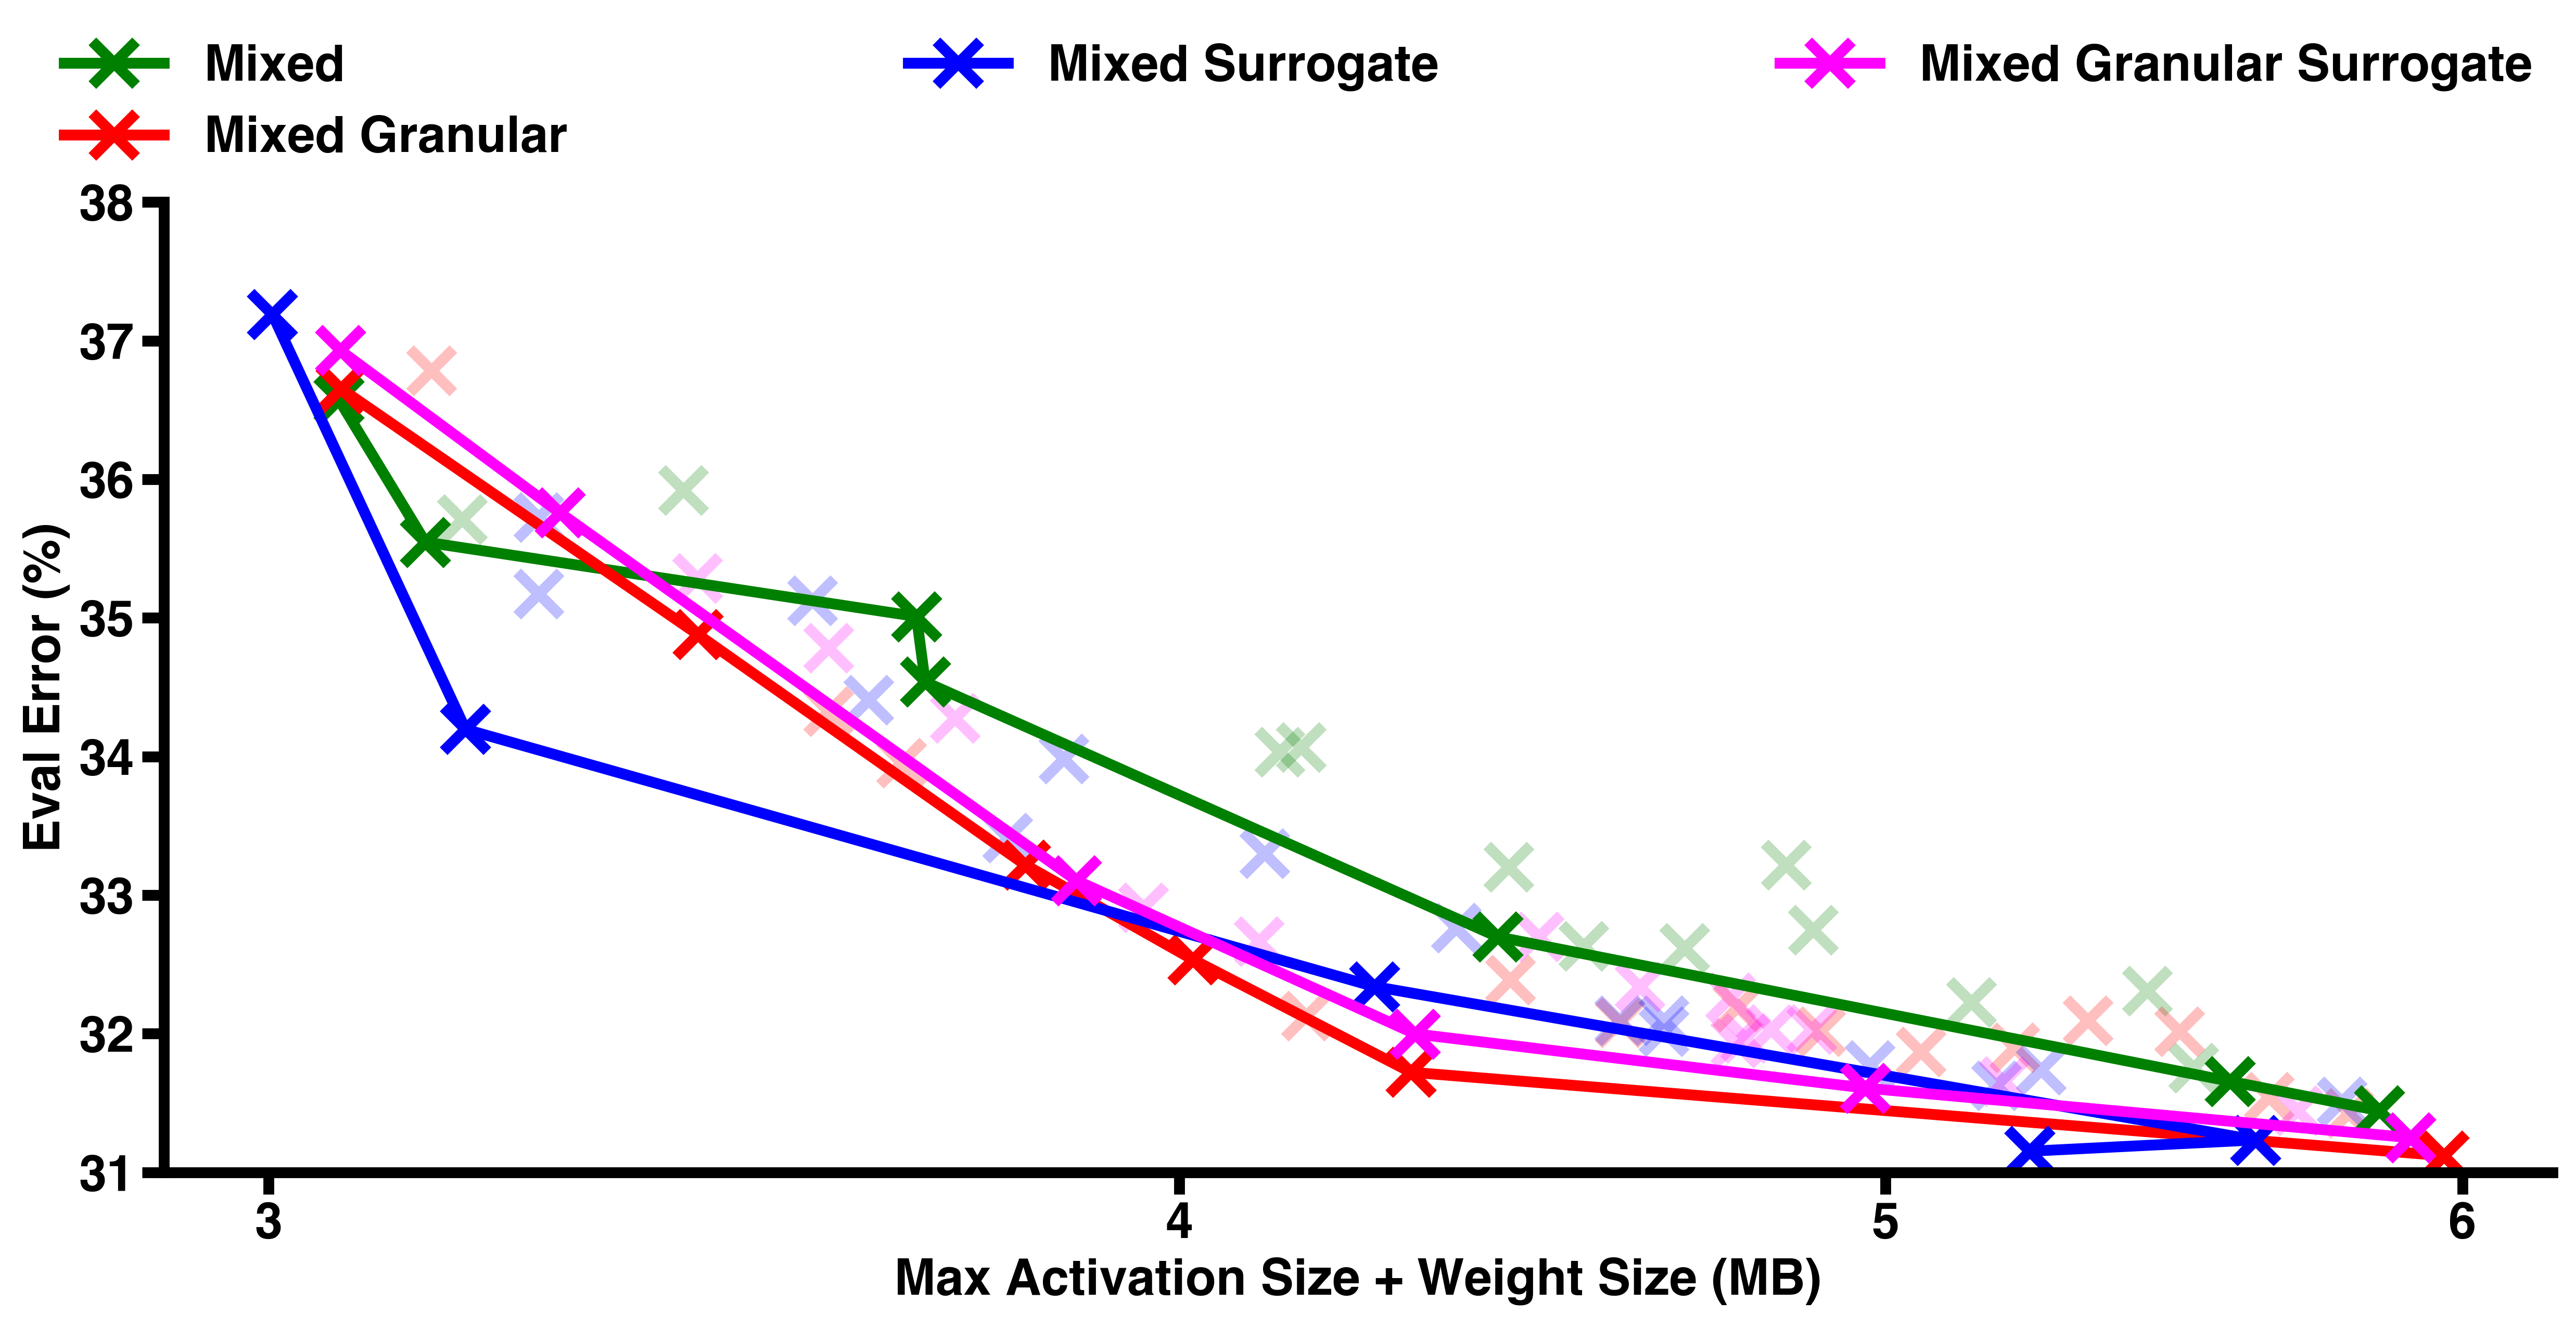 Mixed
Mixed Granular
Mixed Surrogate
Mixed Granular Surrogate
38
37
36
35
34
33
32
31
Eval Error (%)
3
4
5
6
Max Activation Size + Weight Size (MB)